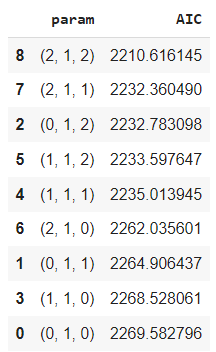 param AIC
8 (2, 1, 2) 2210.616145
7 (2, 1, 1) 2232.360490
2 (0, 1, 2) 2232.783098
5 (1, 1, 2) 2233.597647
4 (1, 1, 1) 2235.013945
6 (2, 1, 0) 2262.035601
1 (0, 1, 1) 2264.906437
3 (1, 1, 0) 2268.528061
0 (0, 1, 0) 2269.582796